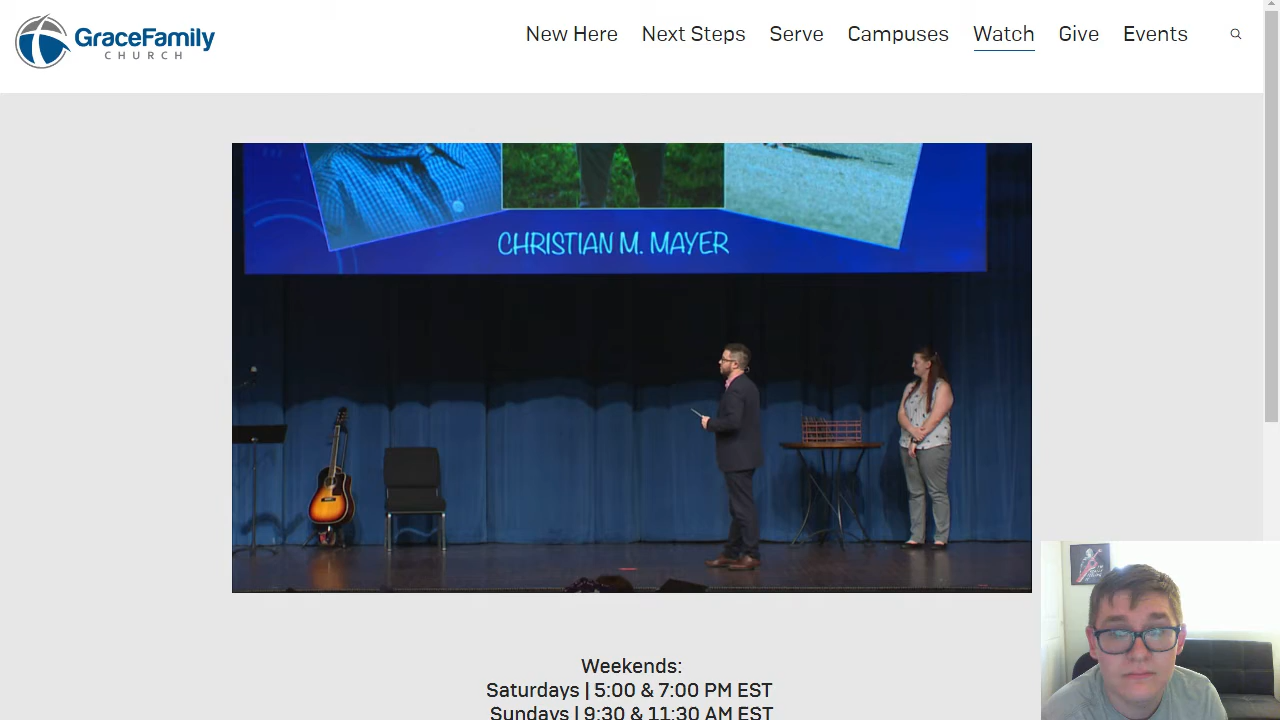 GraceFamily
CHURCH
New Here
Next Steps
Serve
Campuses
Watch
Give
Events
CHRISTIAN M. MAYER
Weekends:
Saturdays | 5:00 & 7:00 PM EST
Sundays | 9:30 & 11:30 AM EST